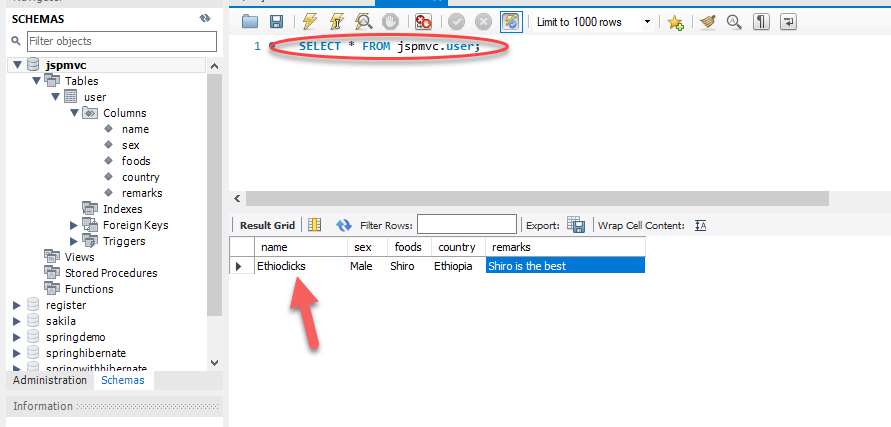 SCHEMAS
Filter objects
jspmvc
Tables
user
Columns
name
sex
foods
country
remarks
Indexes
Foreign Keys
Triggers
Views
Stored Procedures
Functions
register
sakila
springdemo
springhibernate
springwithhibernate
Administration Schemas
Information
Limit to 1000 rows
1 SELECT * FROM jspmvc.user;
Result Grid Filter Rows: Export: Wrap Cell Content: IA
name sex foods country remarks
Ethioclicks Male Shiro Ethiopia Shiro is the best